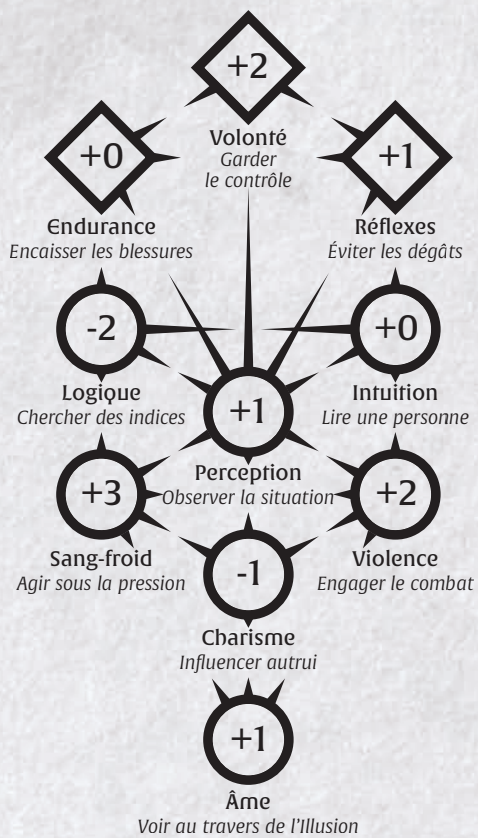 +2
Volonté
Garder
le contrôle
+0
Endurance
Encaisser les blessures
+1
Réflexes
Éviter les dégâts
-2
Logique
Chercher des indices
+0
Intuition
Lire une personne
+1
Perception
Observer la situation
+3
Sang-froid
Agir sous la pression
+2
Violence
Engager le combat
-1
Charisme
Influencer autrui
+1
Âme
Voir au travers de l'Illusion